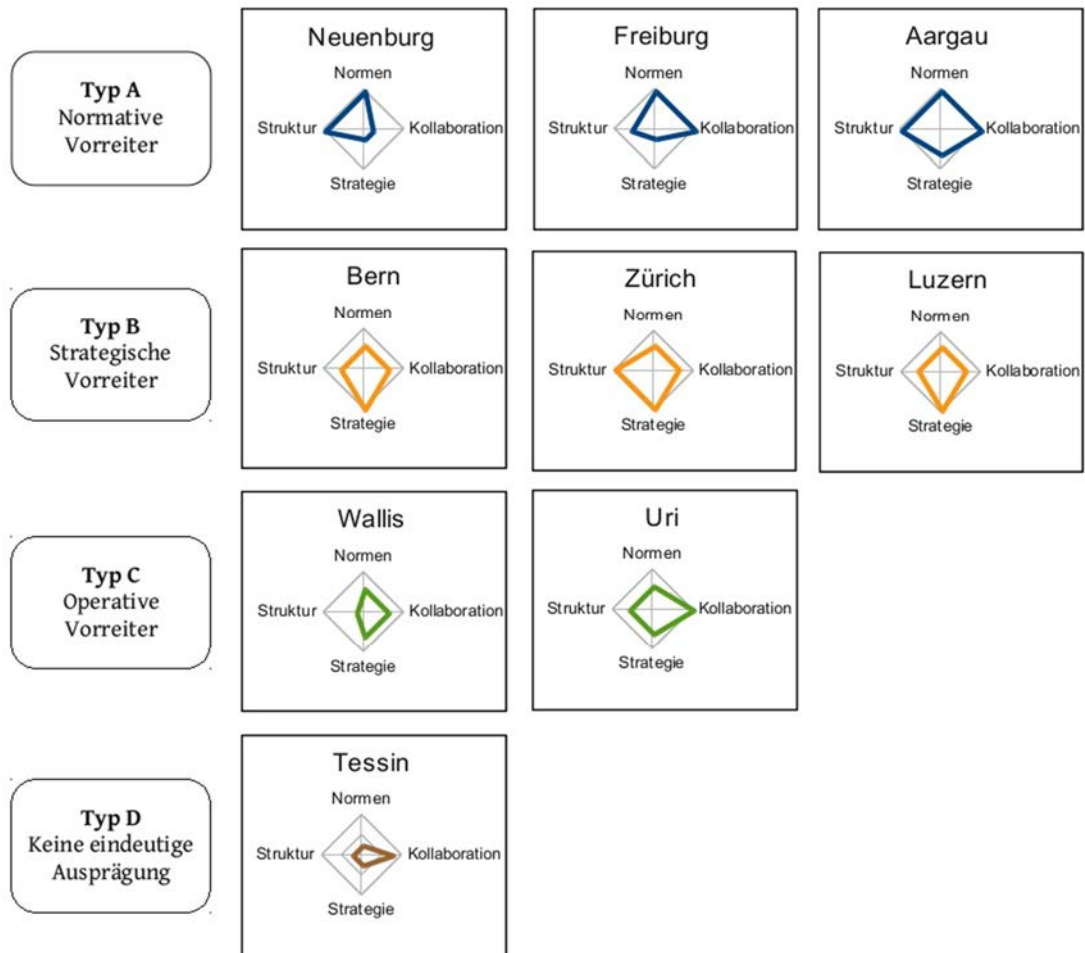 Typ A
Normative
Vorreiter
Neuenburg
Normen
Struktur
Kollaboration
Strategie
Freiburg
Normen
Struktur
Kollaboration
Strategie
Aargau
Normen
Struktur
Kollaboration
Strategie
Typ B
Strategische
Vorreiter
Bern
Normen
Struktur
Kollaboration
Strategie
Zürich
Normen
Struktur
Kollaboration
Strategie
Luzern
Normen
Struktur
Kollaboration
Strategie
Typ C
Operative
Vorreiter
Wallis
Normen
Struktur
Kollaboration
Strategie
Uri
Normen
Struktur
Kollaboration
Strategie
Typ D
Keine eindeutige
Ausprägung
Tessin
Normen
Struktur
Kollaboration
Strategie